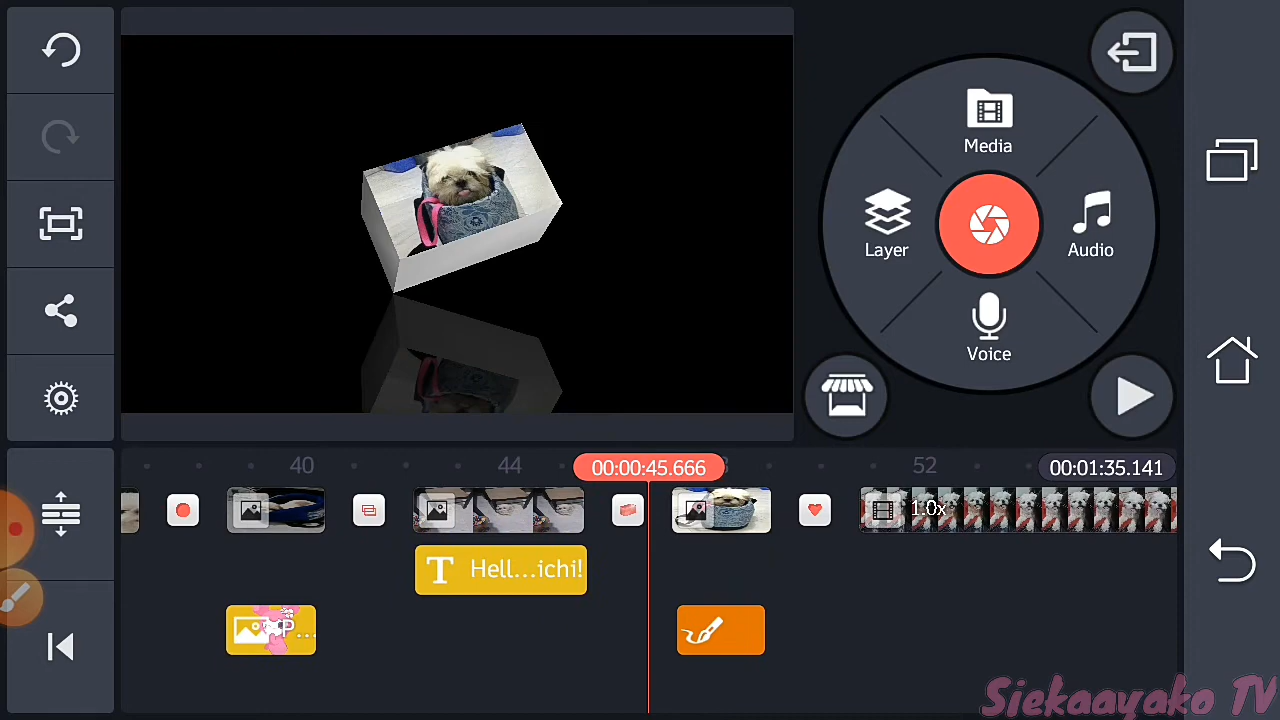 Media
Layer
Audio
Voice
40
44
00:00:45.666
52
00:01:35.141
1.0x
T Hell...ichi!
P...
Siekaayako TV